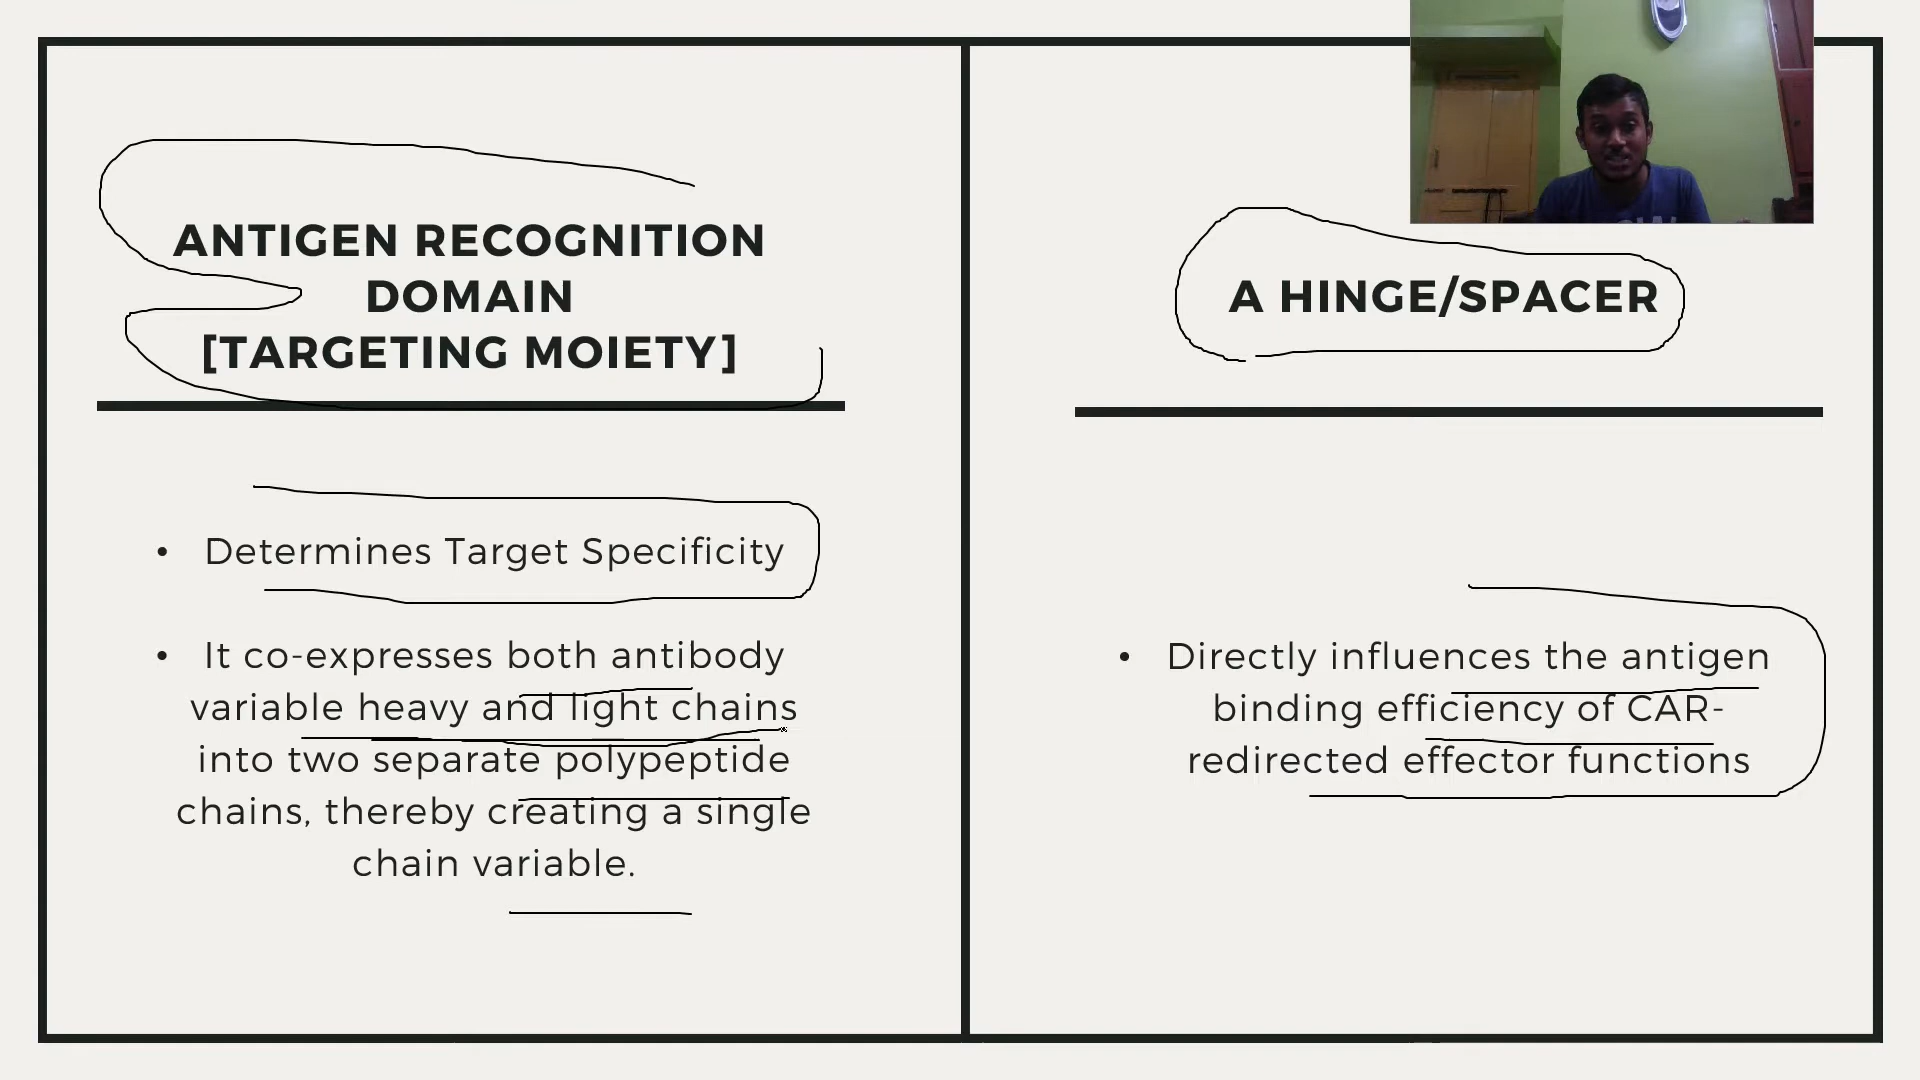 ANTIGEN RECOGNITION
DOMAIN
[TARGETING MOIETY]
• Determines Target Specificity
• It co-expresses both antibody
variable heavy and light chains
into two separate polypeptide
chains, thereby creating a single
chain variable.
A HINGE/SPACER
• Directly influences the antigen
binding efficiency of CAR-
redirected effector functions